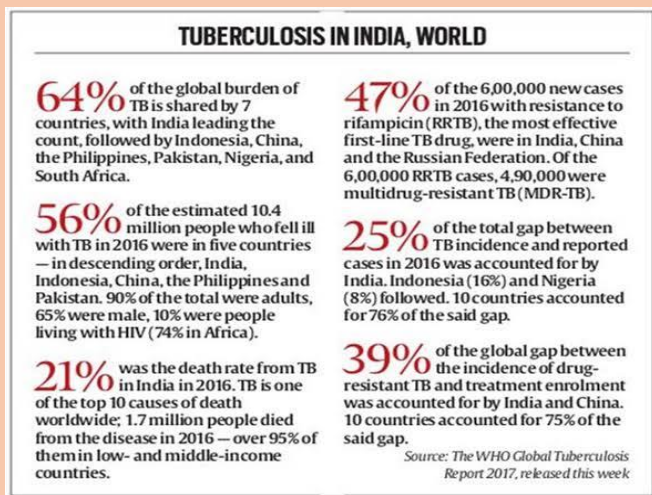 TUBERCULOSIS IN INDIA, WORLD
64% of the global burden of
TB is shared by 7
countries, with India leading the
count, followed by Indonesia, China,
the Philippines, Pakistan, Nigeria, and
South Africa.
56% of the estimated 10.4
million people who fell ill
with TB in 2016 were in five countries
— in descending order, India,
Indonesia, China, the Philippines and
Pakistan. 90% of the total were adults,
65% were male, 10% were people
living with HIV (74% in Africa).
21% was the death rate from TB
in India in 2016. TB is one
of the top 10 causes of death
worldwide; 1.7 million people died
from the disease in 2016 — over 95% of
them in low- and middle-income
countries.
47% of the 6,00,000 new cases
in 2016 with resistance to
rifampicin (RRTB), the most effective
first-line TB drug, were in India, China
and the Russian Federation. Of the
6,00,000 RRTB cases, 4,90,000 were
multidrug-resistant TB (MDR-TB).
25% of the total gap between
TB incidence and reported
cases in 2016 was accounted for by
India. Indonesia (16%) and Nigeria
(8%) followed. 10 countries accounted
for 76% of the said gap.
39% of the global gap between
the incidence of drug-
resistant TB and treatment enrolment
was accounted for by India and China.
10 countries accounted for 75% of the
said gap.
Source: The WHO Global Tuberculosis
Report 2017, released this week